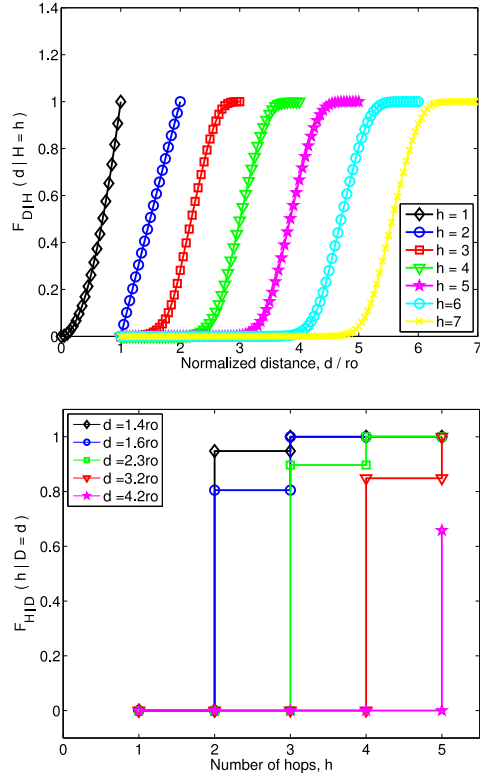 1.4
1.2
1
0.8
0.6
0.4
0.2
0
F_D|H ( d | H = h )
h = 1
h = 2
h = 3
h = 4
h = 5
h=6
h=7
0 1 2 3 4 5 6 7
Normalized distance, d / ro
1
0.8
0.6
0.4
0.2
0
F_H|D ( h | D = d )
d =1.4ro
d =1.6ro
d =2.3ro
d =3.2ro
d =4.2ro
0 1 2 3 4 5
Number of hops, h